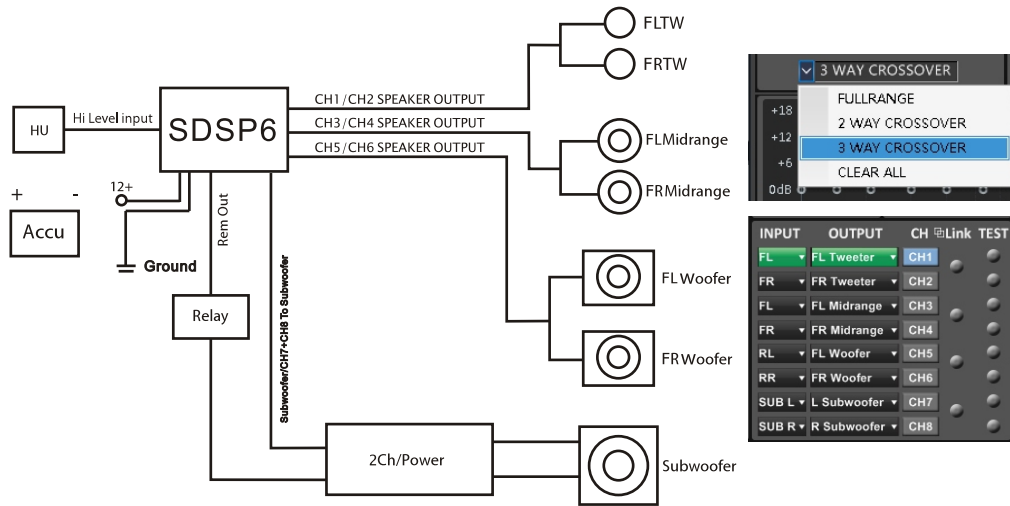 FLTW
FRTW
HU
Hi Level input
SDSP6
CH1/CH2 SPEAKER OUTPUT
CH3/CH4 SPEAKER OUTPUT
CH5/CH6 SPEAKER OUTPUT
FLMidrange
FRMidrange
+ -
Accu
12+
Ground
Rem Out
Relay
Subwoofer/CH7+CH8 To Subwoofer
FLWoofer
FRWoofer
2Ch/Power
Subwoofer
3 WAY CROSSOVER
+18
+12
+6
0dB
FULLRANGE
2 WAY CROSSOVER
3 WAY CROSSOVER
CLEAR ALL
INPUT OUTPUT CH Link TEST
FL FL Tweeter CH1
FR FR Tweeter CH2
FL FL Midrange CH3
FR FR Midrange CH4
RL FL Woofer CH5
RR FR Woofer CH6
SUB L L Subwoofer CH7
SUB R R Subwoofer CH8